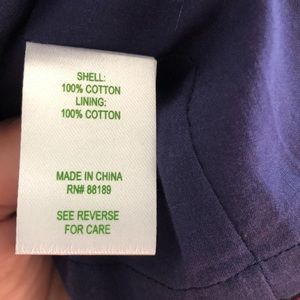 SHELL:
100% COTTON
LINING:
100% COTTON
MADE IN CHINA
RN# 88189
SEE REVERSE
FOR CARE